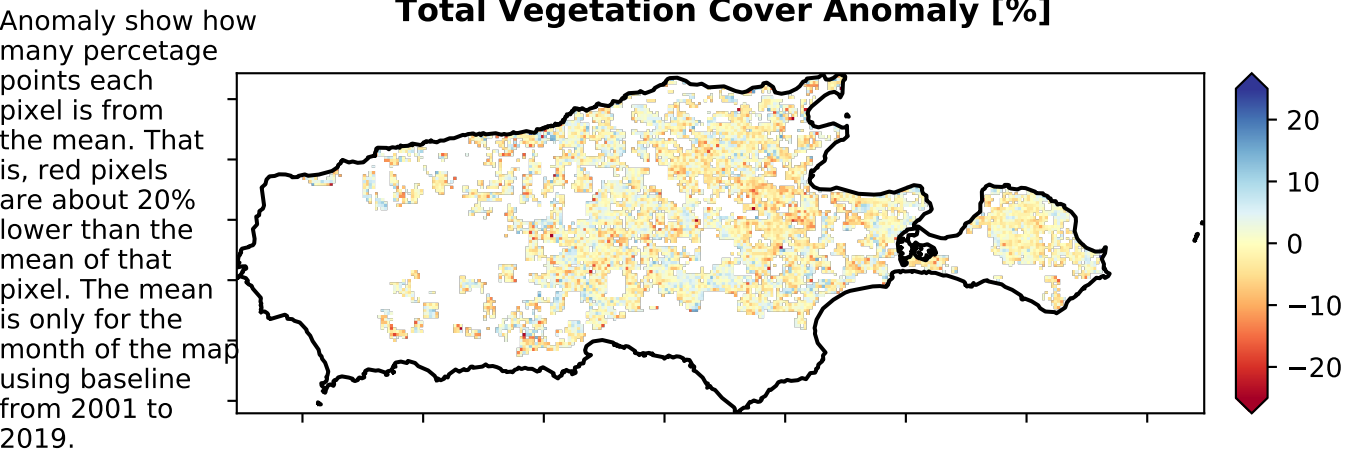 Total Vegetation Cover Anomaly [%]
Anomaly show how
many percetage
points each
pixel is from
the mean. That
is, red pixels
are about 20%
lower than the
mean of that
pixel. The mean
is only for the
month of the map
using baseline
from 2001 to
2019.
20
10
0
−10
−20